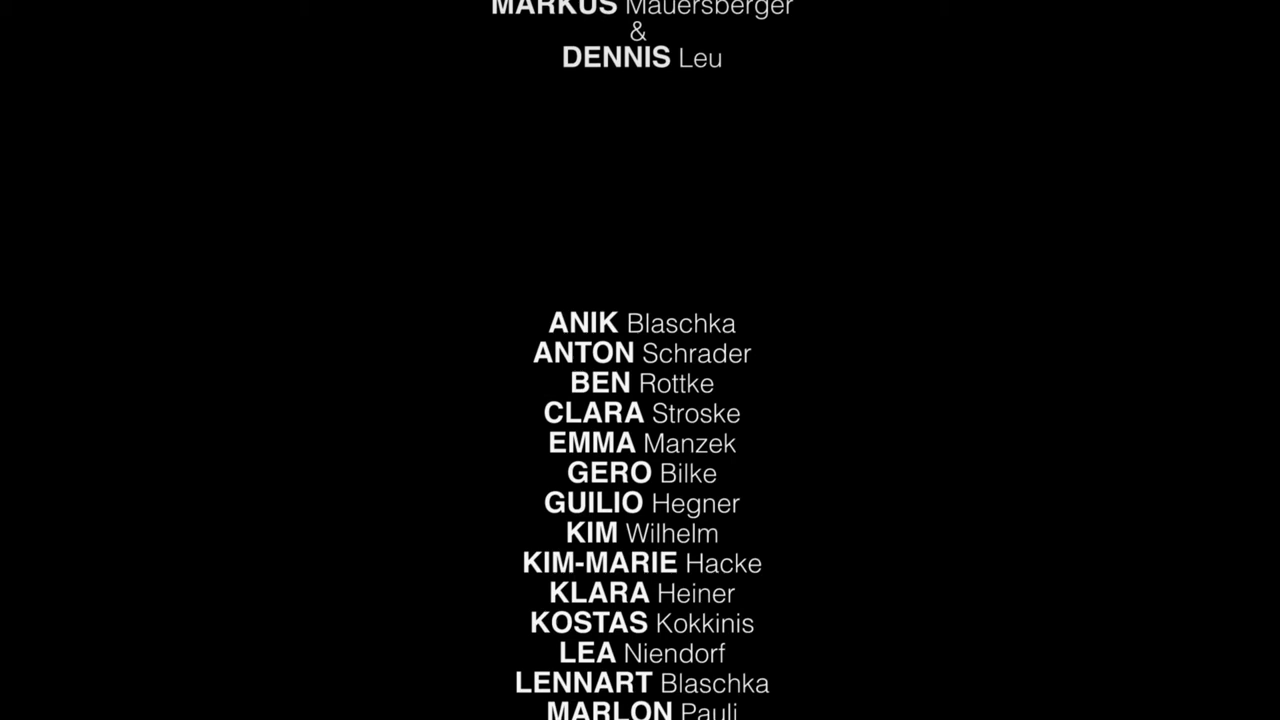 MARKUS Mauersberger
&
DENNIS Leu
ANIK Blaschka
ANTON Schrader
BEN Rottke
CLARA Stroske
EMMA Manzek
GERO Bilke
GUILIO Hegner
KIM Wilhelm
KIM-MARIE Hacke
KLARA Heiner
KOSTAS Kokkinis
LEA Niendorf
LENNART Blaschka
MARLON Pauli